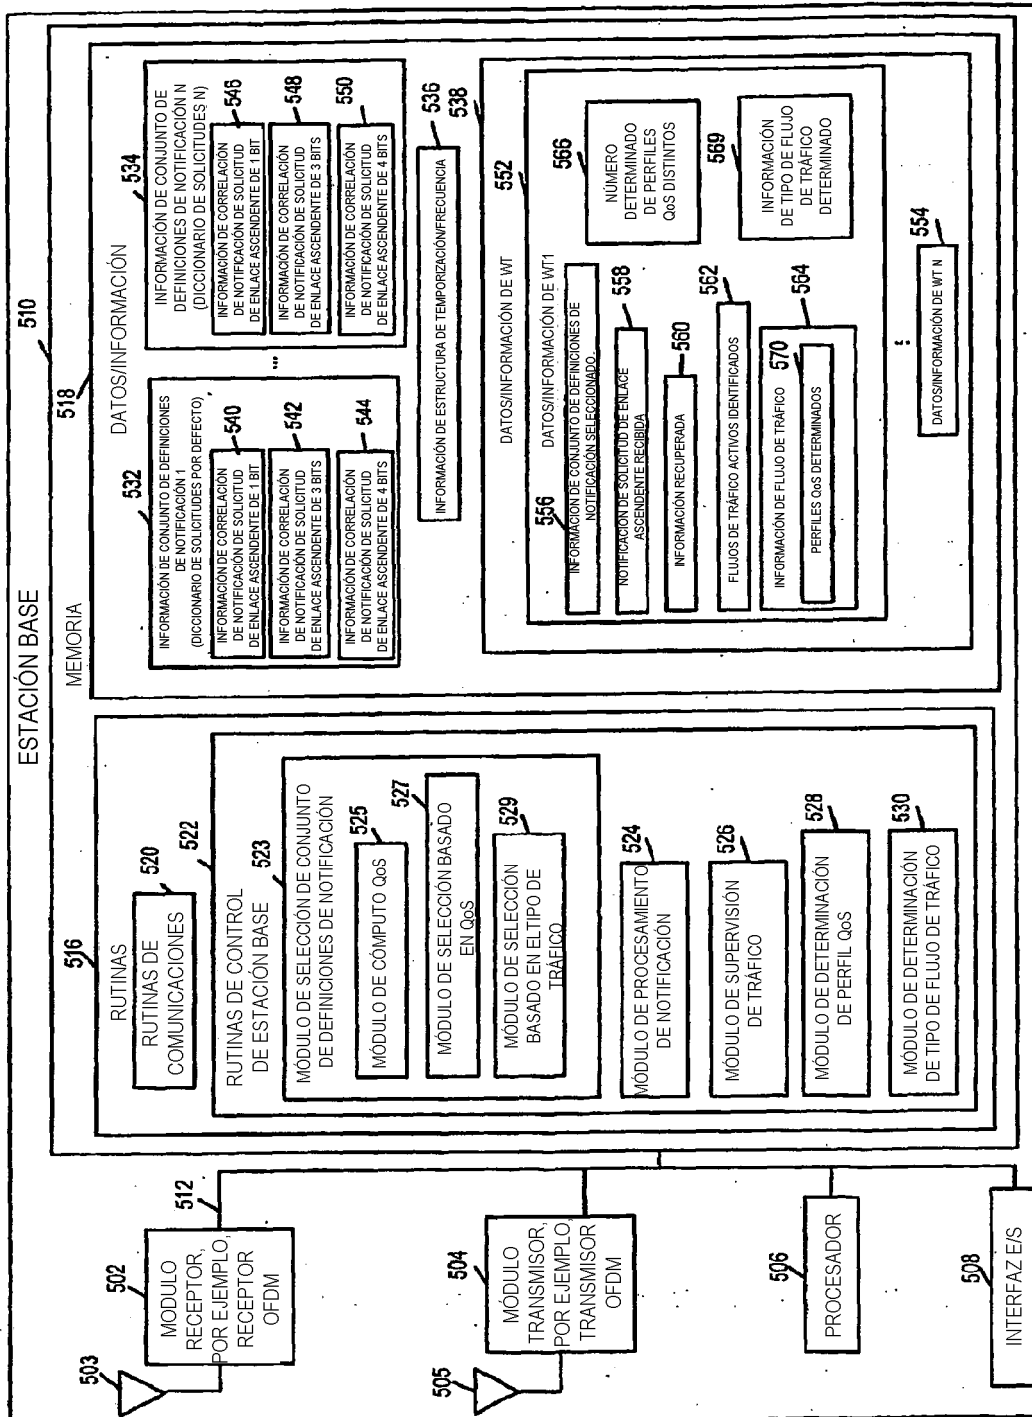 ESTACIÓN BASE
510
503
502
MODULO
RECEPTOR,
POR EJEMPLO,
RECEPTOR
OFDM
512
505
504
MÓDULO
TRANSMISOR,
POR EJEMPLO,
TRANSMISOR
OFDM
506
PROCESADOR
508
INTERFAZ E/S
MEMORIA
516
RUTINAS
520
RUTINAS DE
COMUNICACIONES
522
RUTINAS DE CONTROL
DE ESTACIÓN BASE
523
MÓDULO DE SELECCIÓN DE CONJUNTO
DE DEFINICIONES DE NOTIFICACIÓN
525
MÓDULO DE CÓMPUTO QoS
527
MÓDULO DE SELECCIÓN BASADO
EN QoS
529
MÓDULO DE SELECCIÓN
BASADO EN EL TIPO DE
TRÁFICO
524
MÓDULO DE PROCESAMIENTO
DE NOTIFICACIÓN
526
MÓDULO DE SUPERVISIÓN
DE TRÁFICO
528
MÓDULO DE DETERMINACIÓN
DE PERFIL QoS
530
MÓDULO DE DETERMINACIÓN
DE TIPO DE FLUJO DE TRÁFICO
518
DATOS/INFORMACIÓN
532
INFORMACIÓN DE CONJUNTO DE DEFINICIONES
DE NOTIFICACIÓN 1
(DICCIONARIO DE SOLICITUDES POR DEFECTO)
540
INFORMACIÓN DE CORRELACIÓN
DE NOTIFICACIÓN DE SOLICITUD
DE ENLACE ASCENDENTE DE 1 BIT
542
INFORMACIÓN DE CORRELACIÓN
DE NOTIFICACIÓN DE SOLICITUD
DE ENLACE ASCENDENTE DE 3 BITS
544
INFORMACIÓN DE CORRELACIÓN
DE NOTIFICACIÓN DE SOLICITUD
DE ENLACE ASCENDENTE DE 4 BITS
...
534
INFORMACIÓN DE CONJUNTO DE
DEFINICIONES DE NOTIFICACIÓN N
(DICCIONARIO DE SOLICITUDES N)
546
INFORMACIÓN DE CORRELACIÓN
DE NOTIFICACIÓN DE SOLICITUD
DE ENLACE ASCENDENTE DE 1 BIT
548
INFORMACIÓN DE CORRELACIÓN
DE NOTIFICACIÓN DE SOLICITUD
DE ENLACE ASCENDENTE DE 3 BITS
550
INFORMACIÓN DE CORRELACIÓN
DE NOTIFICACIÓN DE SOLICITUD
DE ENLACE ASCENDENTE DE 4 BITS
536
INFORMACIÓN DE ESTRUCTURA DE TEMPORIZACIÓN/FRECUENCIA
538
DATOS/INFORMACIÓN DE WT
552
DATOS/INFORMACIÓN DE WT1
556
INFORMACION DE CONJUNTO DE DEFINICIONES DE
NOTIFICACIÓN SELECCIONADO.
558
NOTIFICACIÓN DE SOLICITUD DE ENLACE
ASCENDENTE RECIBIDA
560
INFORMACIÓN RECUPERADA
562
FLUJOS DE TRÁFICO ACTIVOS IDENTIFICADOS
564
INFORMACIÓN DE FLUJO DE TRÁFICO
570
PERFILES QoS DETERMINADOS
566
NÚMERO
DETERMINADO
DE PERFILES
QoS DISTINTOS
569
INFORMACIÓN
DE TIPO DE FLUJO
DE TRÁFICO
DETERMINADO
554
DATOS/INFORMACIÓN DE WT N